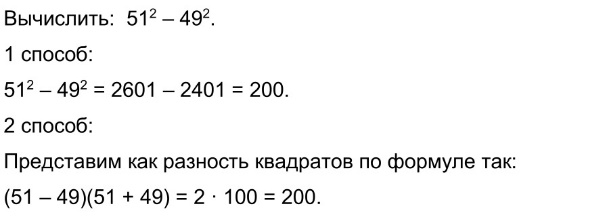 Вычислить:  51² – 49².
1 способ:
51² – 49² = 2601 – 2401 = 200.
2 способ:
Представим как разность квадратов по формуле так:
(51 – 49)(51 + 49) = 2 · 100 = 200.